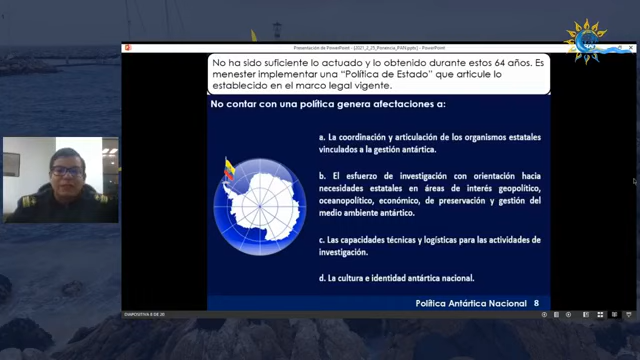 Presentación de PowerPoint - [2021_2_25_Ponencia_PAN.pptx] - PowerPoint
No ha sido suficiente lo actuado y lo obtenido durante estos 64 años. Es
menester implementar una "Política de Estado" que articule lo
establecido en el marco legal vigente.
No contar con una política genera afectaciones a:
a. La coordinación y articulación de los organismos estatales
vinculados a la gestión antártica.
b. El esfuerzo de investigación con orientación hacia
necesidades estatales en áreas de interés geopolítico,
oceanopolítico, económico, de preservación y gestión del
medio ambiente antártico.
c. Las capacidades técnicas y logísticas para las actividades de
investigación.
d. La cultura e identidad antártica nacional.
Política Antártica Nacional 8
DIAPOSITIVA 8 DE 20